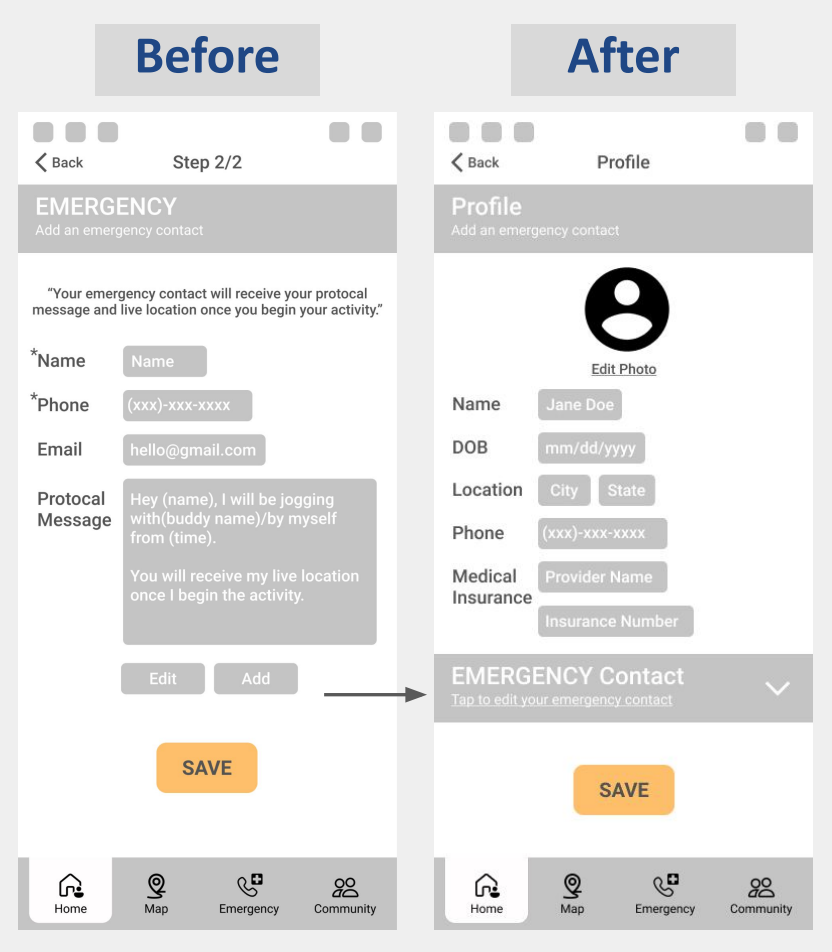 Before
Back
Step 2/2
EMERGENCY
Add an emergency contact
“Your emergency contact will receive your protocal
message and live location once you begin your activity.”
*Name
Name
*Phone
(xxx)-xxx-xxxx
Email
hello@gmail.com
Protocal
Message
Hey (name), I will be jogging
with(buddy name)/by myself
from (time).
You will receive my live location
once I begin the activity.
Edit
Add
SAVE
Home
Map
Emergency
Community
After
Back
Profile
Profile
Add an emergency contact
Edit Photo
Name
Jane Doe
DOB
mm/dd/yyyy
Location
City
State
Phone
(xxx)-xxx-xxxx
Medical
Insurance
Provider Name
Insurance Number
EMERGENCY Contact
Tap to edit your emergency contact
SAVE
Home
Map
Emergency
Community